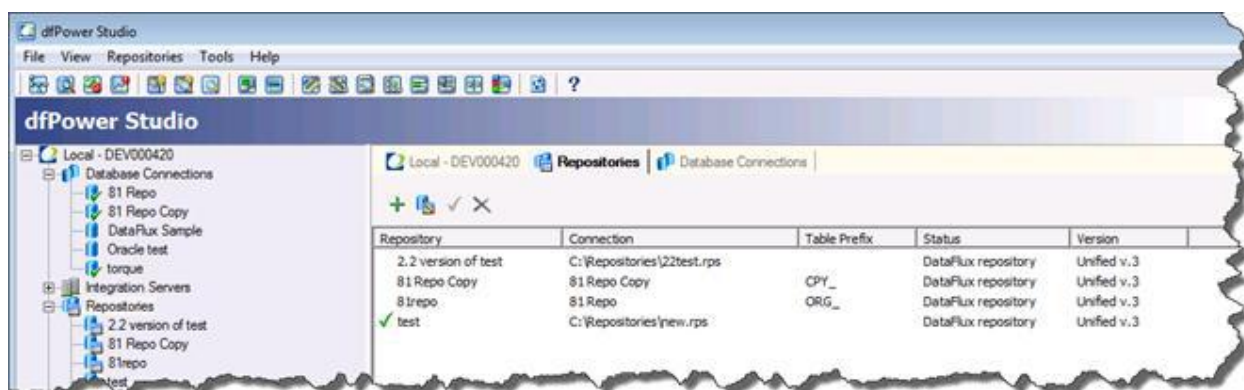 dfPower Studio
File View Repositories Tools Help
?
dfPower Studio
Local - DEV000420
Database Connections
81 Repo
81 Repo Copy
DataFlux Sample
Oracle test
torque
Integration Servers
Repositories
2.2 version of test
81 Repo Copy
81repo
test
Local - DEV000420 Repositories Database Connections
Repository Connection Table Prefix Status Version
2.2 version of test C:\Repositories\22test.rps DataFlux repository Unified v.3
81 Repo Copy 81 Repo Copy CPY_ DataFlux repository Unified v.3
81repo 81 Repo ORG_ DataFlux repository Unified v.3
test C:\Repositories\new.rps DataFlux repository Unified v.3